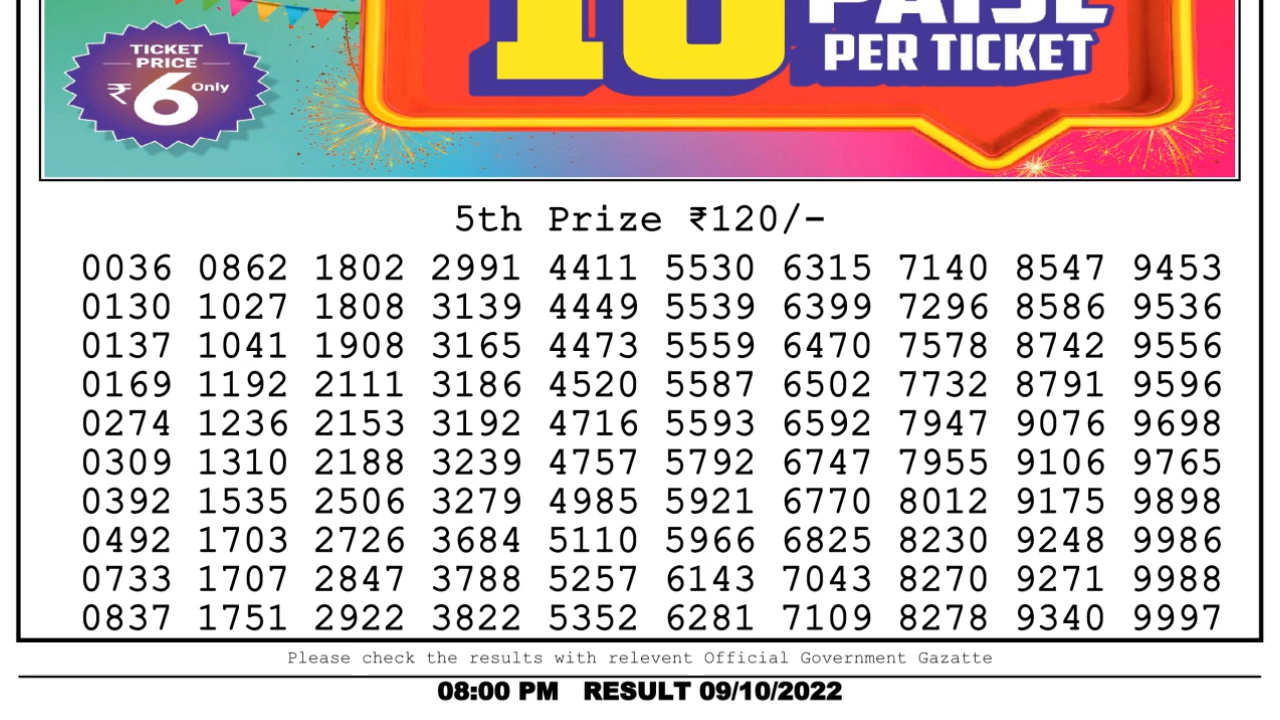 10 PAISE
PER TICKET
TICKET
PRICE
₹6 Only
5th Prize ₹120/-
0036 0862 1802 2991 4411 5530 6315 7140 8547 9453
0130 1027 1808 3139 4449 5539 6399 7296 8586 9536
0137 1041 1908 3165 4473 5559 6470 7578 8742 9556
0169 1192 2111 3186 4520 5587 6502 7732 8791 9596
0274 1236 2153 3192 4716 5593 6592 7947 9076 9698
0309 1310 2188 3239 4757 5792 6747 7955 9106 9765
0392 1535 2506 3279 4985 5921 6770 8012 9175 9898
0492 1703 2726 3684 5110 5966 6825 8230 9248 9986
0733 1707 2847 3788 5257 6143 7043 8270 9271 9988
0837 1751 2922 3822 5352 6281 7109 8278 9340 9997
Please check the results with relevent Official Government Gazatte
08:00 PM RESULT 09/10/2022